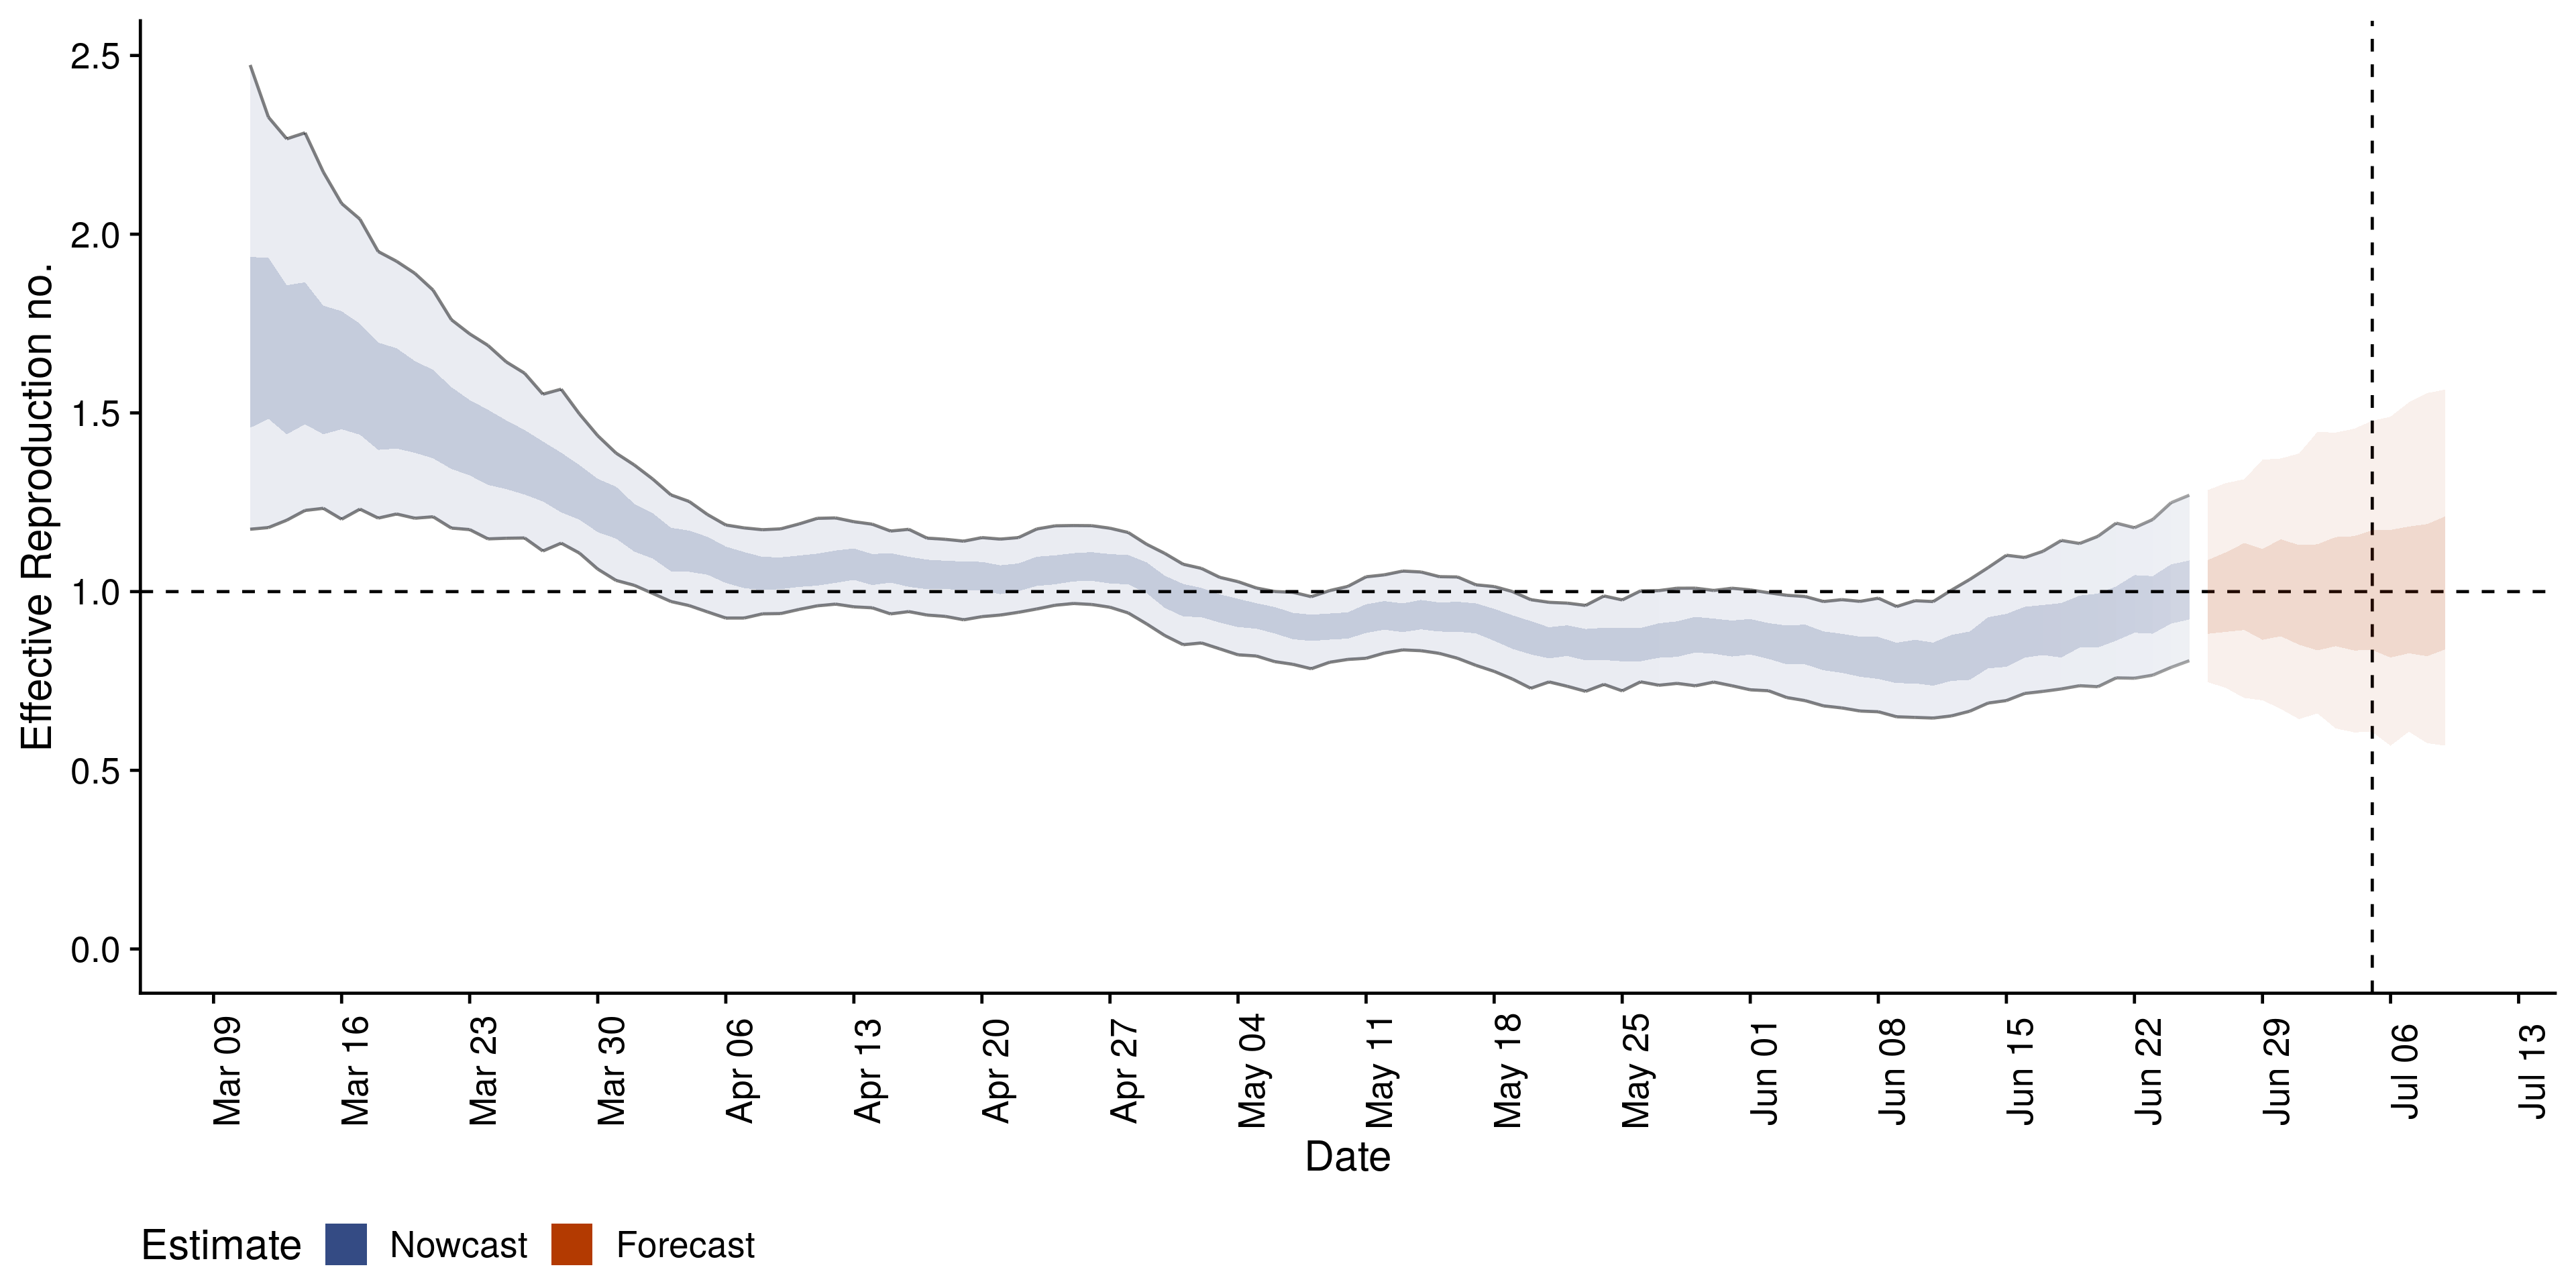 Effective Reproduction no.
2.5
2.0
1.5
1.0
0.5
0.0
Mar 09
Mar 16
Mar 23
Mar 30
Apr 06
Apr 13
Apr 20
Apr 27
May 04
May 11
May 18
May 25
Jun 01
Jun 08
Jun 15
Jun 22
Jun 29
Jul 06
Jul 13
Date
Estimate Nowcast Forecast